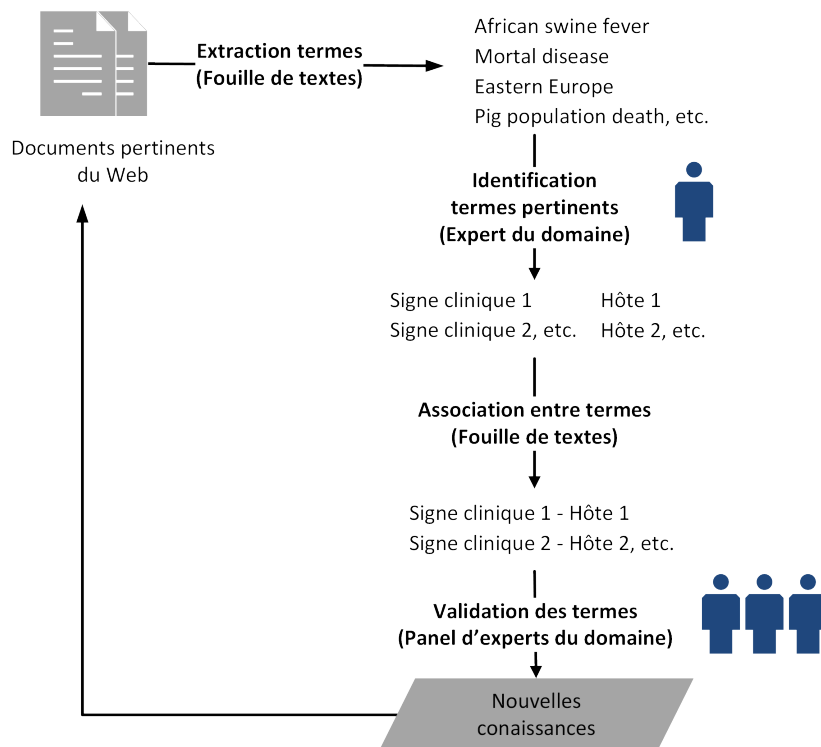 Documents pertinents
du Web
Extraction termes
(Fouille de textes)
African swine fever
Mortal disease
Eastern Europe
Pig population death, etc.
Identification
termes pertinents
(Expert du domaine)
Signe clinique 1 Hôte 1
Signe clinique 2, etc. Hôte 2, etc.
Association entre termes
(Fouille de textes)
Signe clinique 1 - Hôte 1
Signe clinique 2 - Hôte 2, etc.
Validation des termes
(Panel d’experts du domaine)
Nouvelles
conaissances